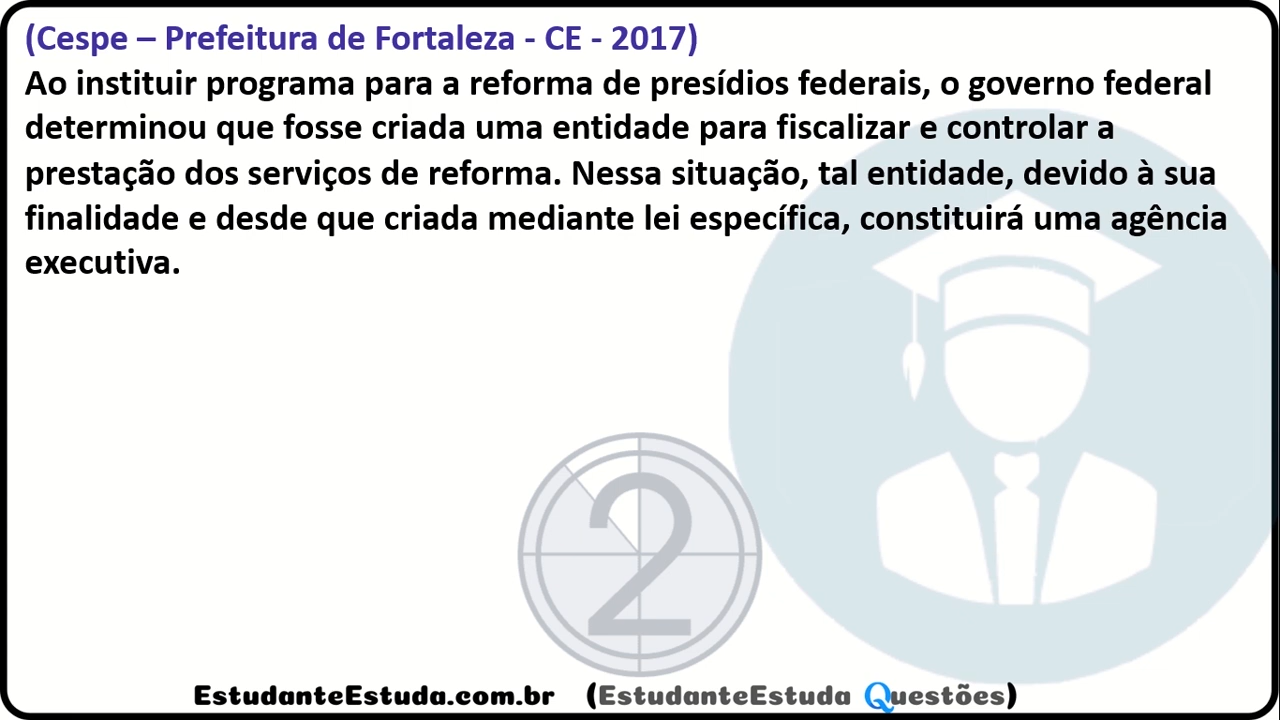 (Cespe – Prefeitura de Fortaleza - CE - 2017)
Ao instituir programa para a reforma de presídios federais, o governo federal
determinou que fosse criada uma entidade para fiscalizar e controlar a
prestação dos serviços de reforma. Nessa situação, tal entidade, devido à sua
finalidade e desde que criada mediante lei específica, constituirá uma agência
executiva.
2
EstudanteEstuda.com.br (EstudanteEstuda Questões)